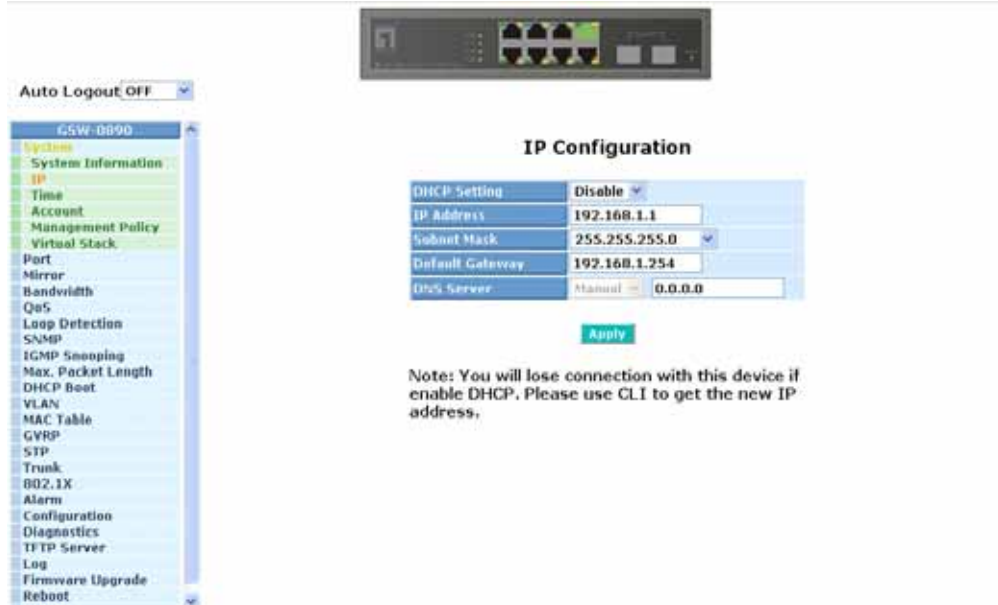 Auto Logout OFF
GSW-0890
System
System Information
IP
Time
Account
Management Policy
Virtual Stack
Port
Mirror
Bandwidth
QoS
Loop Detection
SNMP
IGMP Snooping
Max. Packet Length
DHCP Boot
VLAN
MAC Table
GVRP
STP
Trunk
802.1X
Alarm
Configuration
Diagnostics
TFTP Server
Log
Firmware Upgrade
Reboot
IP Configuration
DHCP Setting Disable
IP Address 192.168.1.1
Subnet Mask 255.255.255.0
Default Gateway 192.168.1.254
DNS Server Manual 0.0.0.0
Apply
Note: You will lose connection with this device if
enable DHCP. Please use CLI to get the new IP
address.